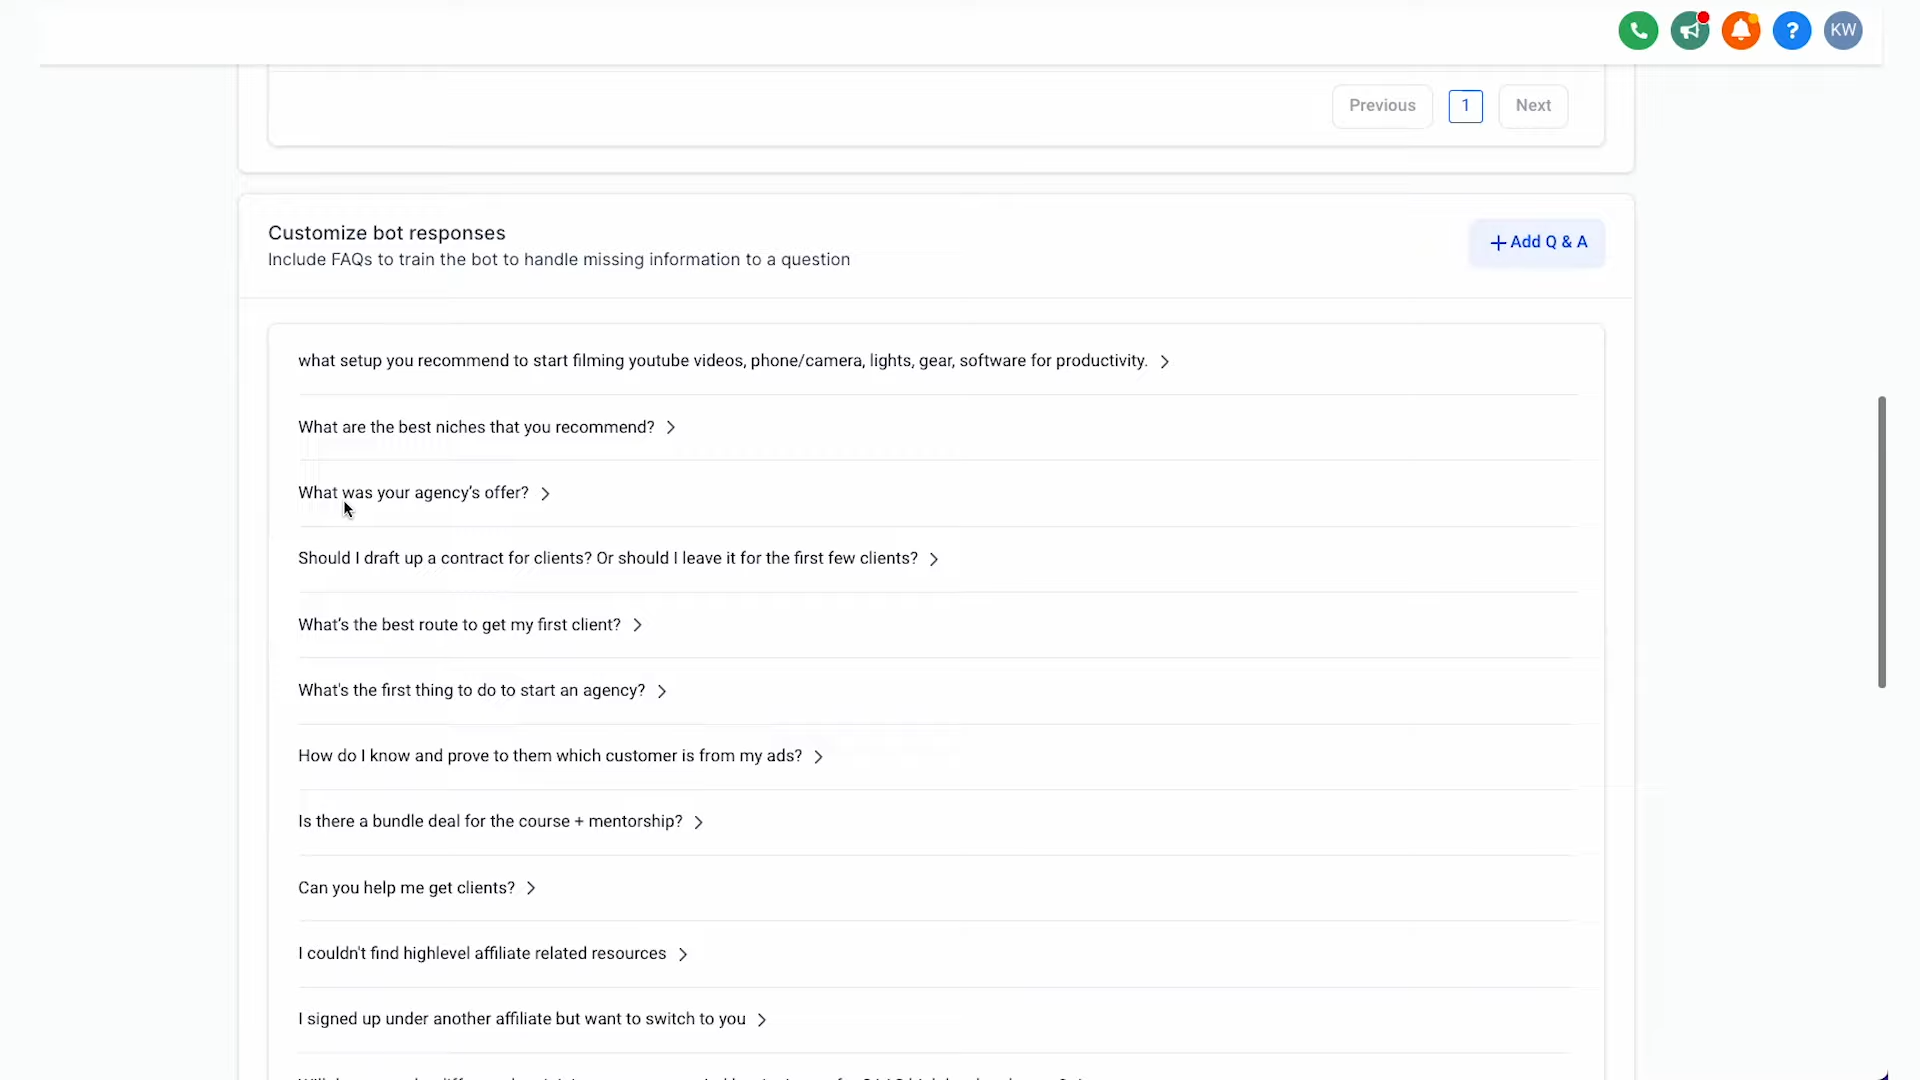 ? KW
Previous 1 Next
Customize bot responses
Include FAQs to train the bot to handle missing information to a question
+ Add Q & A
what setup you recommend to start filming youtube videos, phone/camera, lights, gear, software for productivity.
What are the best niches that you recommend?
What was your agency’s offer?
Should I draft up a contract for clients? Or should I leave it for the first few clients?
What’s the best route to get my first client?
What's the first thing to do to start an agency?
How do I know and prove to them which customer is from my ads?
Is there a bundle deal for the course + mentorship?
Can you help me get clients?
I couldn't find highlevel affiliate related resources
I signed up under another affiliate but want to switch to you